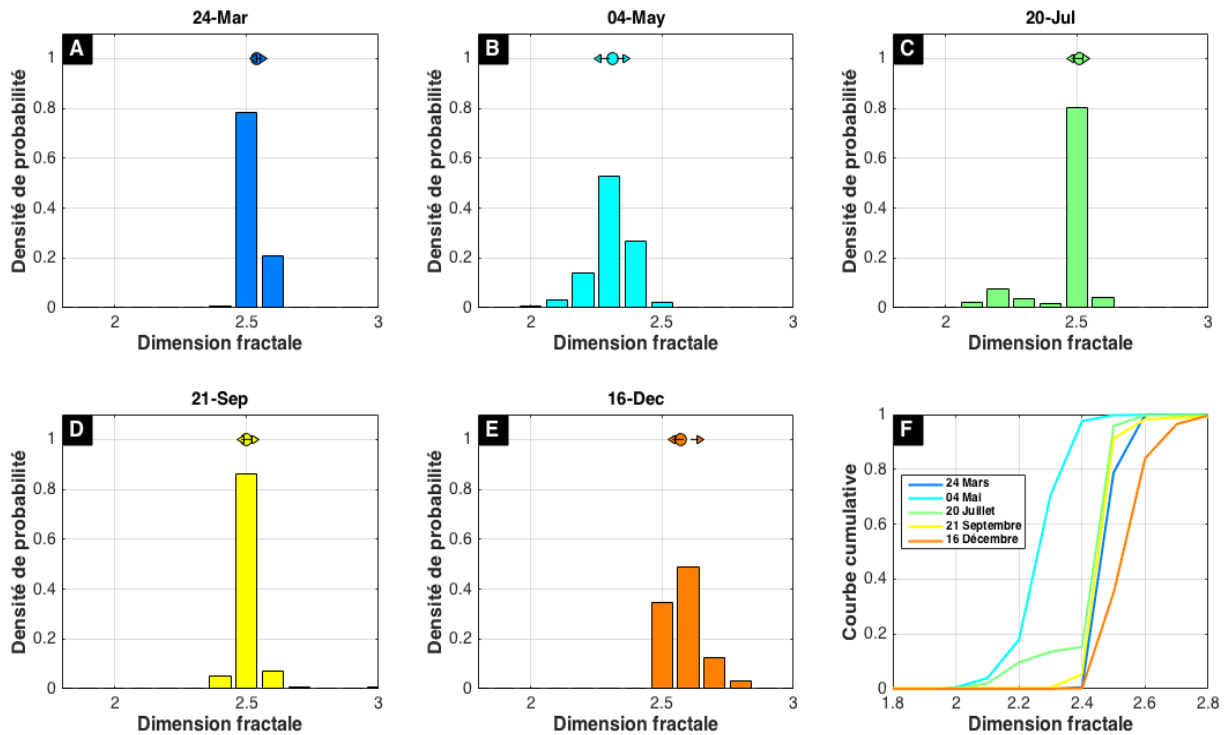 24-Mar
A
Densité de probabilité
1
0.8
0.6
0.4
0.2
0
2
2.5
3
Dimension fractale
04-May
B
Densité de probabilité
1
0.8
0.6
0.4
0.2
0
2
2.5
3
Dimension fractale
20-Jul
C
Densité de probabilité
1
0.8
0.6
0.4
0.2
0
2
2.5
3
Dimension fractale
21-Sep
D
Densité de probabilité
1
0.8
0.6
0.4
0.2
0
2
2.5
3
Dimension fractale
16-Dec
E
Densité de probabilité
1
0.8
0.6
0.4
0.2
0
2
2.5
3
Dimension fractale
F
Courbe cumulative
1
0.8
0.6
0.4
0.2
0
24 Mars
04 Mai
20 Juillet
21 Septembre
16 Décembre
1.8
2.0
2.2
2.4
2.6
2.8
Dimension fractale